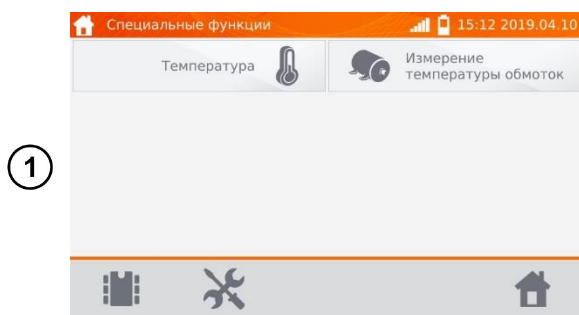 Специальные функции
15:12 2019.04.10
Температура
Измерение
температуры обмоток
1